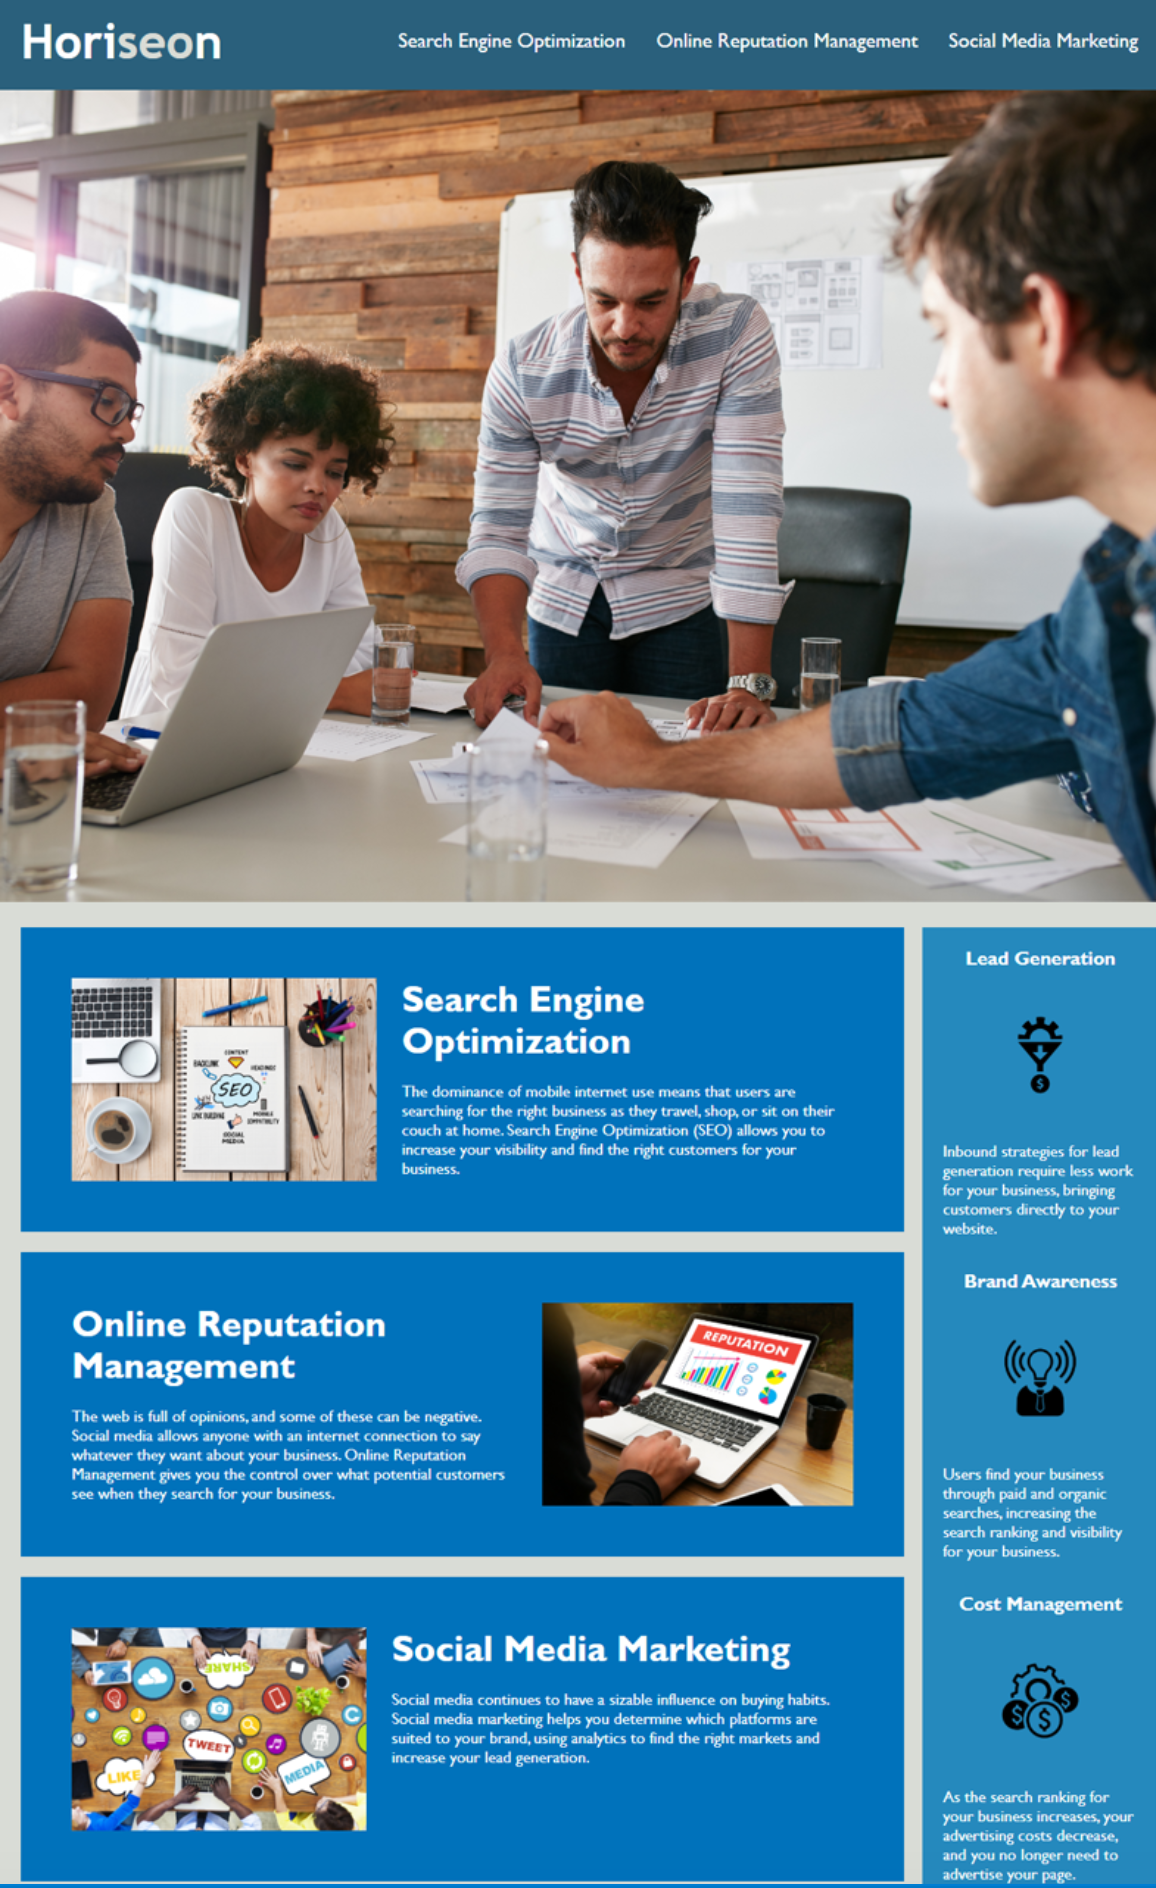 Horiseon
Search Engine Optimization
Online Reputation Management
Social Media Marketing
Search Engine
Optimization
The dominance of mobile internet use means that users are
searching for the right business as they travel, shop, or sit on their
couch at home. Search Engine Optimization (SEO) allows you to
increase your visibility and find the right customers for your
business.
CONTENT
BACKLINK
SEO
LINK BUILDING
SOCIAL
MEDIA
Online Reputation
Management
The web is full of opinions, and some of these can be negative.
Social media allows anyone with an internet connection to say
whatever they want about your business. Online Reputation
Management gives you the control over what potential customers
see when they search for your business.
REPUTATION
Social Media Marketing
Social media continues to have a sizable influence on buying habits.
Social media marketing helps you determine which platforms are
suited to your brand, using analytics to find the right markets and
increase your lead generation.
SHARE
TWEET
LIKE
MEDIA
Lead Generation
Inbound strategies for lead
generation require less work
for your business, bringing
customers directly to your
website.
Brand Awareness
Users find your business
through paid and organic
searches, increasing the
search ranking and visibility
for your business.
Cost Management
As the search ranking for
your business increases, your
advertising costs decrease,
and you no longer need to
advertise your page.